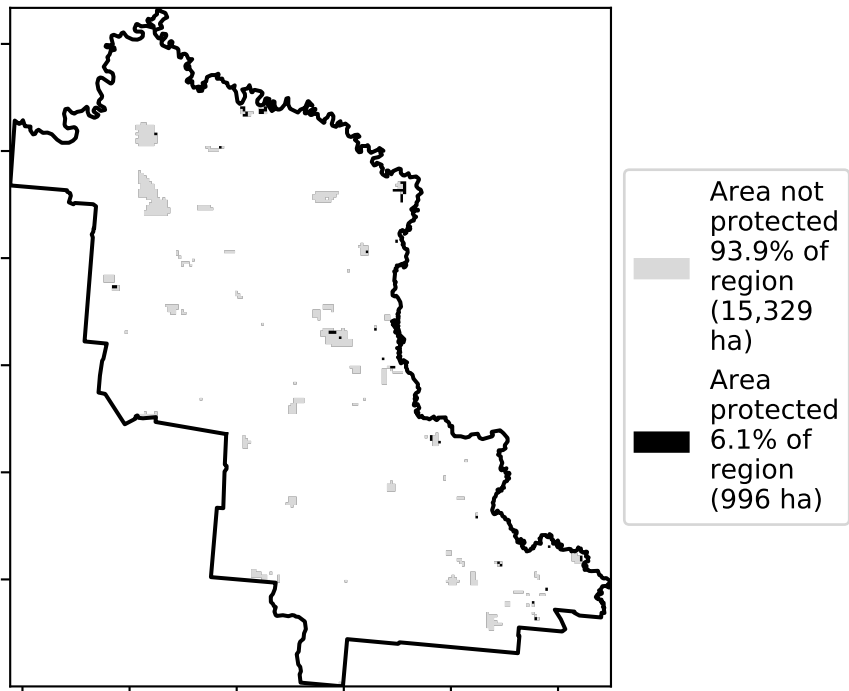 Area not
protected
93.9% of
region
(15,329
ha)
Area
protected
6.1% of
region
(996 ha)